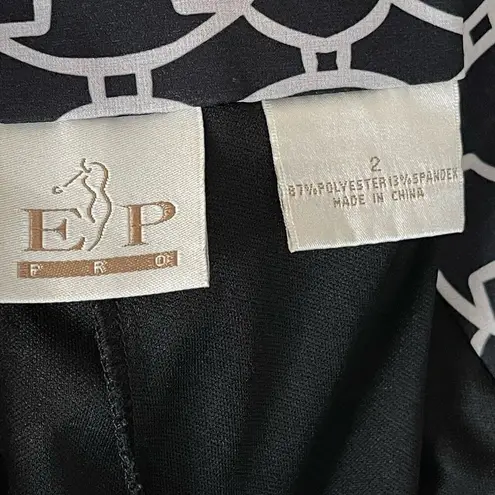 EP
PRO
2
87%POLYESTER13%SPANDEX
MADE IN CHINA